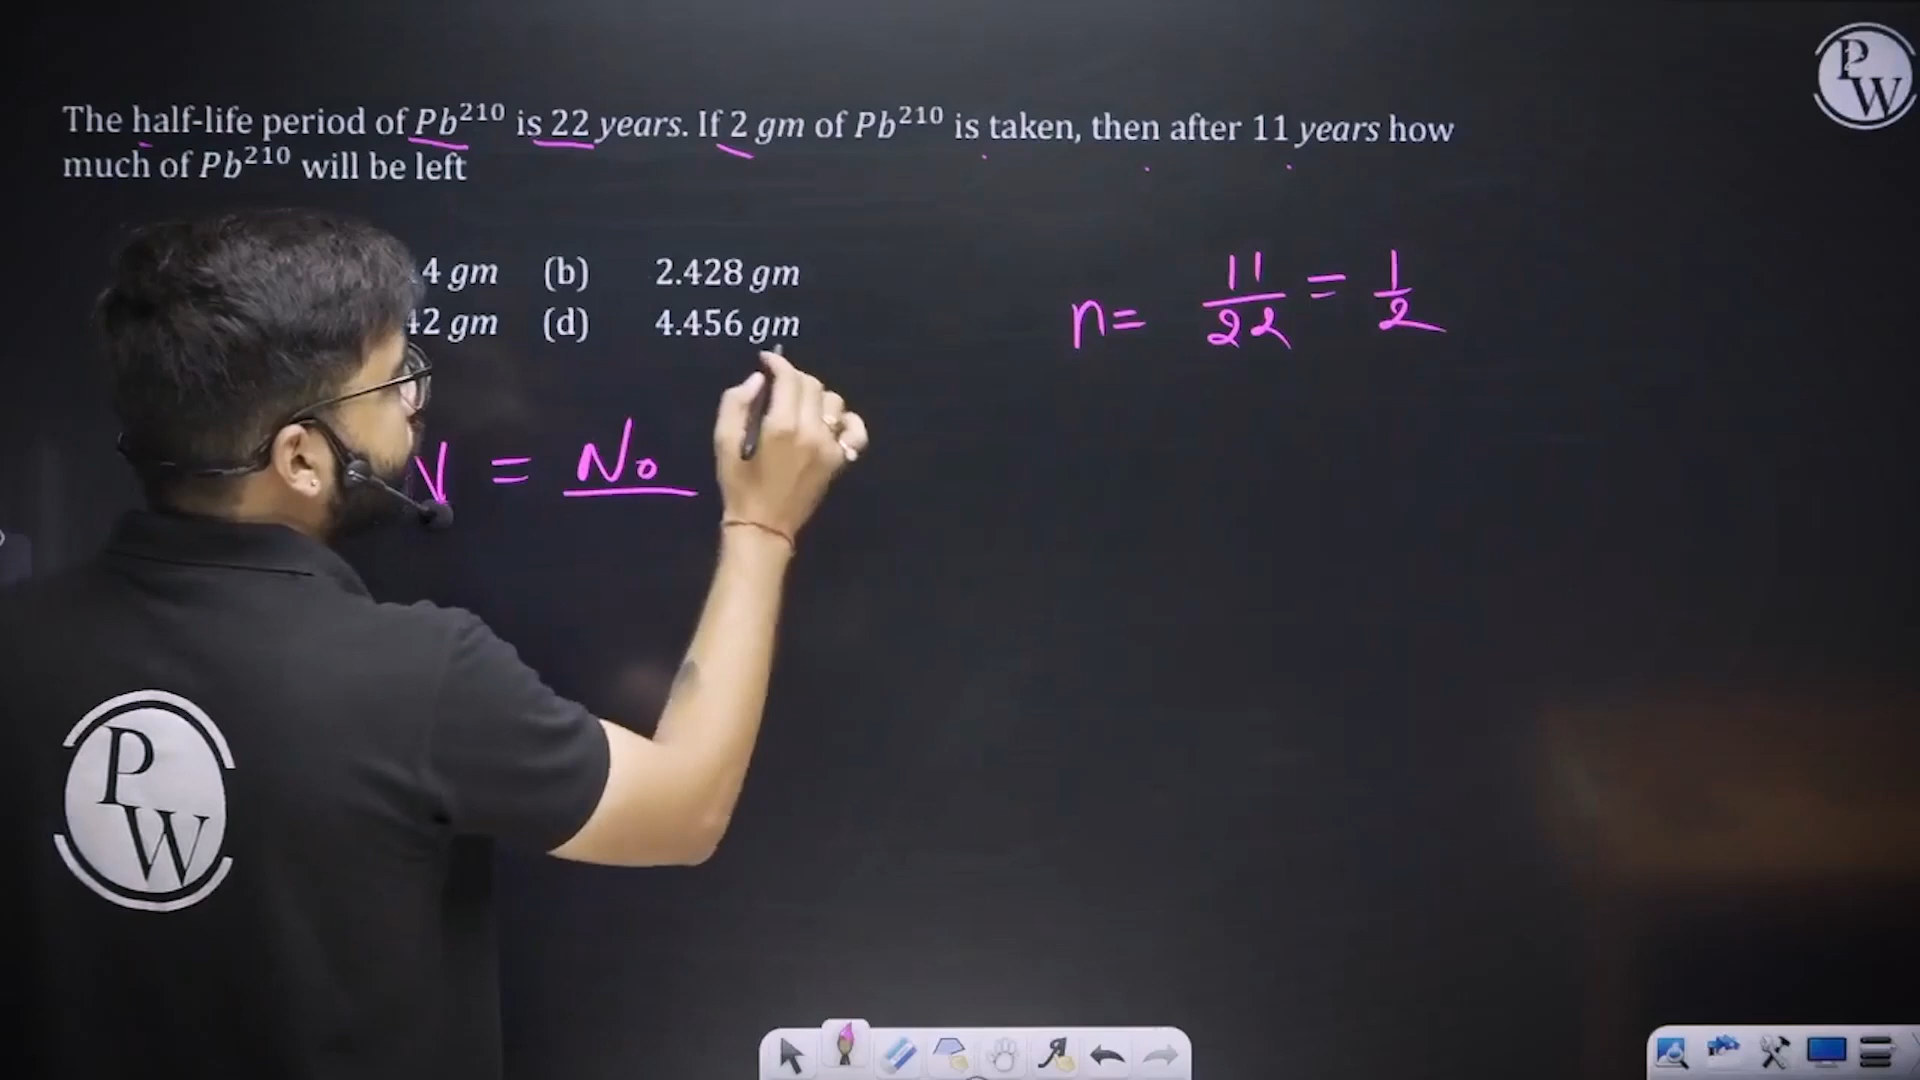 The half-life period of Pb²¹⁰ is 22 years. If 2 gm of Pb²¹⁰ is taken, then after 11 years how
much of Pb²¹⁰ will be left
4 gm (b) 2.428 gm
42 gm (d) 4.456 gm
n = 11/22 = 1/2
= N₀
PW
PW